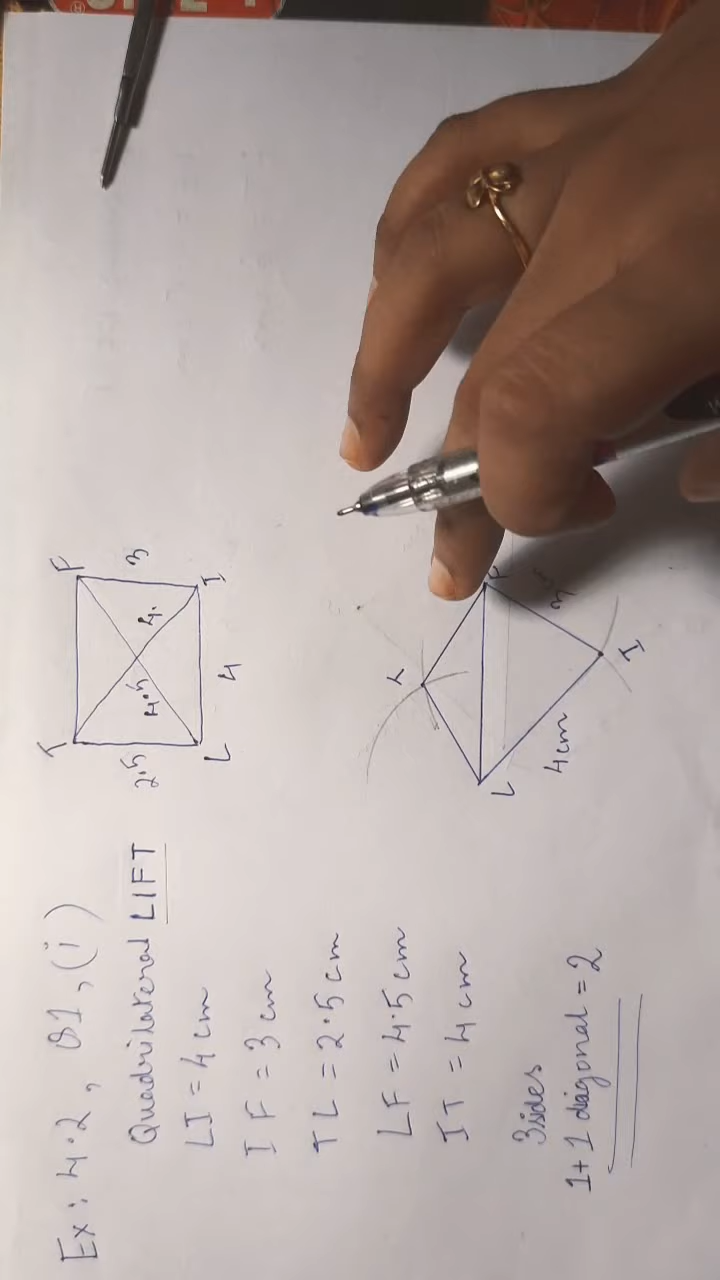 Ex: 4.2, Q1, (i)
Quadrilateral LIFT
LI = 4 cm
IF = 3 cm
TL = 2.5 cm
LF = 4.5 cm
IT = 4 cm
3 sides
1+1 diagonal = 2
T
F
3
4.
4.5
2.5
L
I
4
L
4cm
I